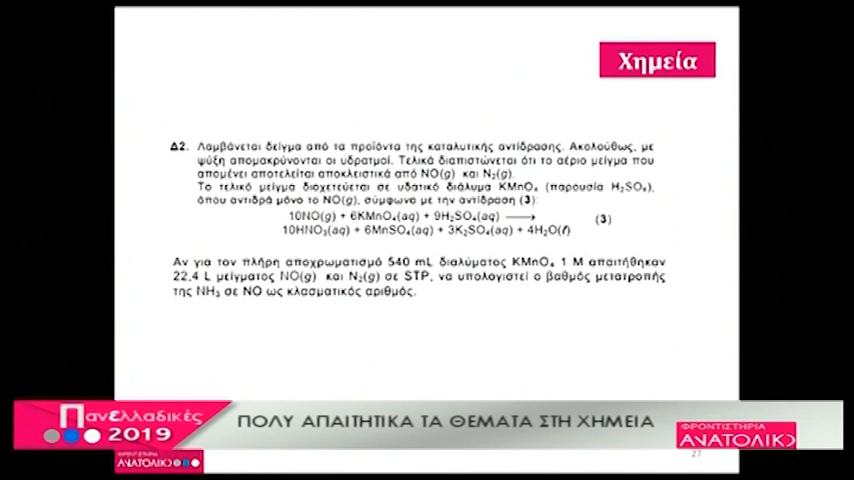 Χημεία
Δ2. Λαμβάνεται δείγμα από τα προϊόντα της καταλυτικής αντίδρασης. Ακολούθως, με
ψύξη απομακρύνονται οι υδρατμοί. Τελικά διαπιστώνεται ότι το αέριο μείγμα που
απομένει αποτελείται αποκλειστικά από NO(g) και N₂(g).
Το τελικό μείγμα διοχετεύεται σε υδατικό διάλυμα KMnO₄ (παρουσία H₂SO₄),
όπου αντιδρά μόνο το NO(g), σύμφωνα με την αντίδραση (3):
10NO(g) + 6KMnO₄(aq) + 9H₂SO₄(aq) ⟶ (3)
10HNO₃(aq) + 6MnSO₄(aq) + 3K₂SO₄(aq) + 4H₂O(ℓ)
Αν για τον πλήρη αποχρωματισμό 540 mL διαλύματος KMnO₄ 1 M απαιτήθηκαν
22,4 L μείγματος NO(g) και N₂(g) σε STP, να υπολογιστεί ο βαθμός μετατροπής
της NH₃ σε NO ως κλασματικός αριθμός.
Πανελλαδικές
2019
ΠΟΛΥ ΑΠΑΙΤΗΤΙΚΑ ΤΑ ΘΕΜΑΤΑ ΣΤΗ ΧΗΜΕΙΑ
ΦΡΟΝΤΙΣΤΗΡΙΑ
ΑΝΑΤΟΛΙΚΟ
27
ΦΡΟΝΤΙΣΤΗΡΙΑ
ΑΝΑΤΟΛΙΚΟ